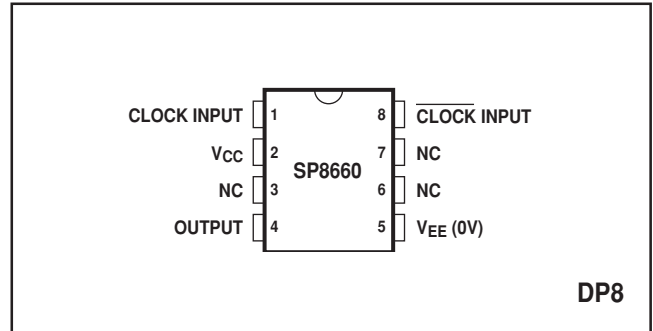 CLOCK INPUT 1 8 C̅L̅O̅C̅K̅ INPUT
VCC 2 SP8660 7 NC
NC 3 6 NC
OUTPUT 4 5 VEE (0V)
DP8